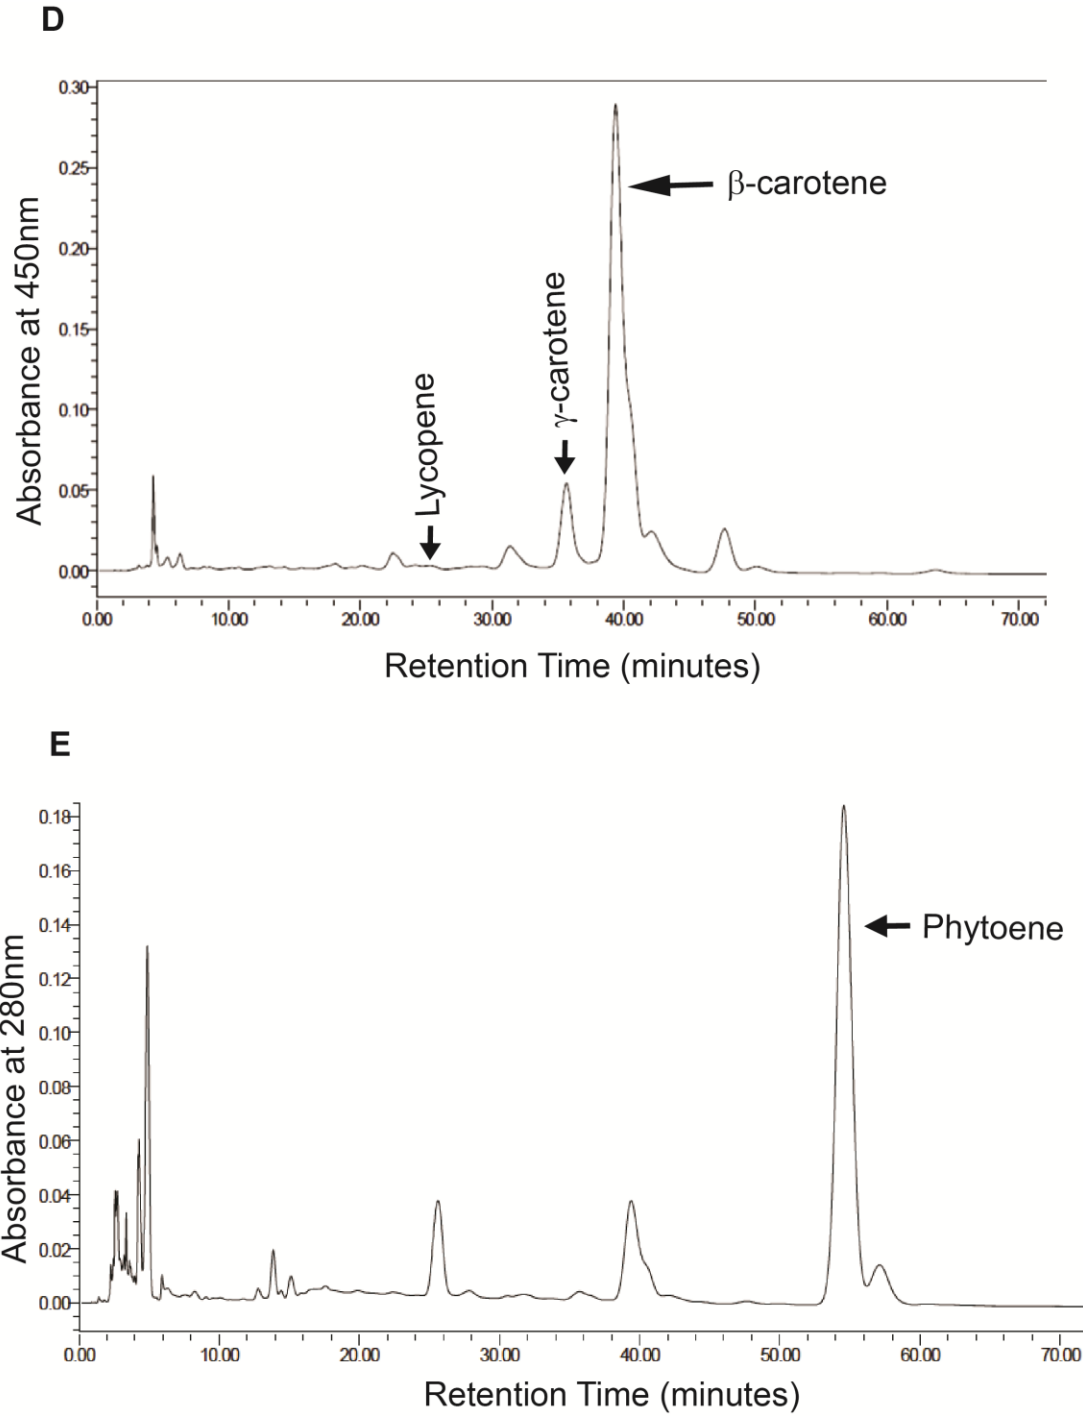 D
0.30
0.25
0.20
0.15
0.10
0.05
0.00
Absorbance at 450nm
Lycopene
γ-carotene
β-carotene
0.00 10.00 20.00 30.00 40.00 50.00 60.00 70.00
Retention Time (minutes)
E
0.18
0.16
0.14
0.12
0.10
0.08
0.06
0.04
0.02
0.00
Absorbance at 280nm
Phytoene
0.00 10.00 20.00 30.00 40.00 50.00 60.00 70.00
Retention Time (minutes)